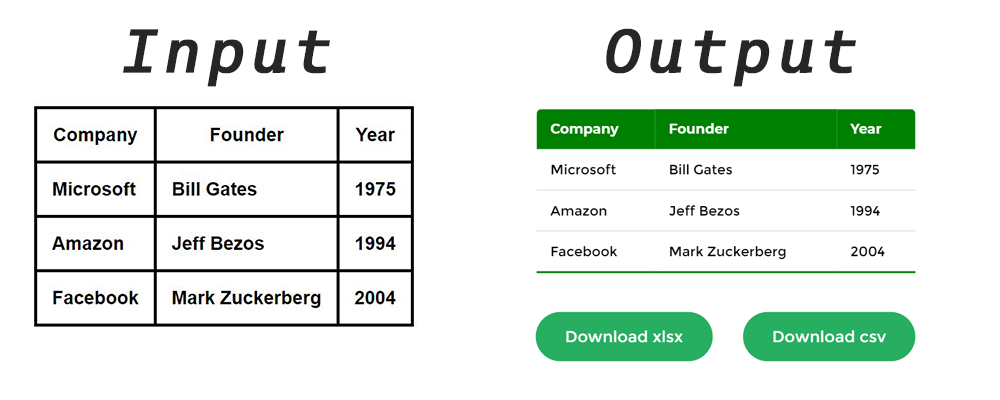 Input
Company Founder Year
Microsoft Bill Gates 1975
Amazon Jeff Bezos 1994
Facebook Mark Zuckerberg 2004
Output
Company Founder Year
Microsoft Bill Gates 1975
Amazon Jeff Bezos 1994
Facebook Mark Zuckerberg 2004
Download xlsx Download csv